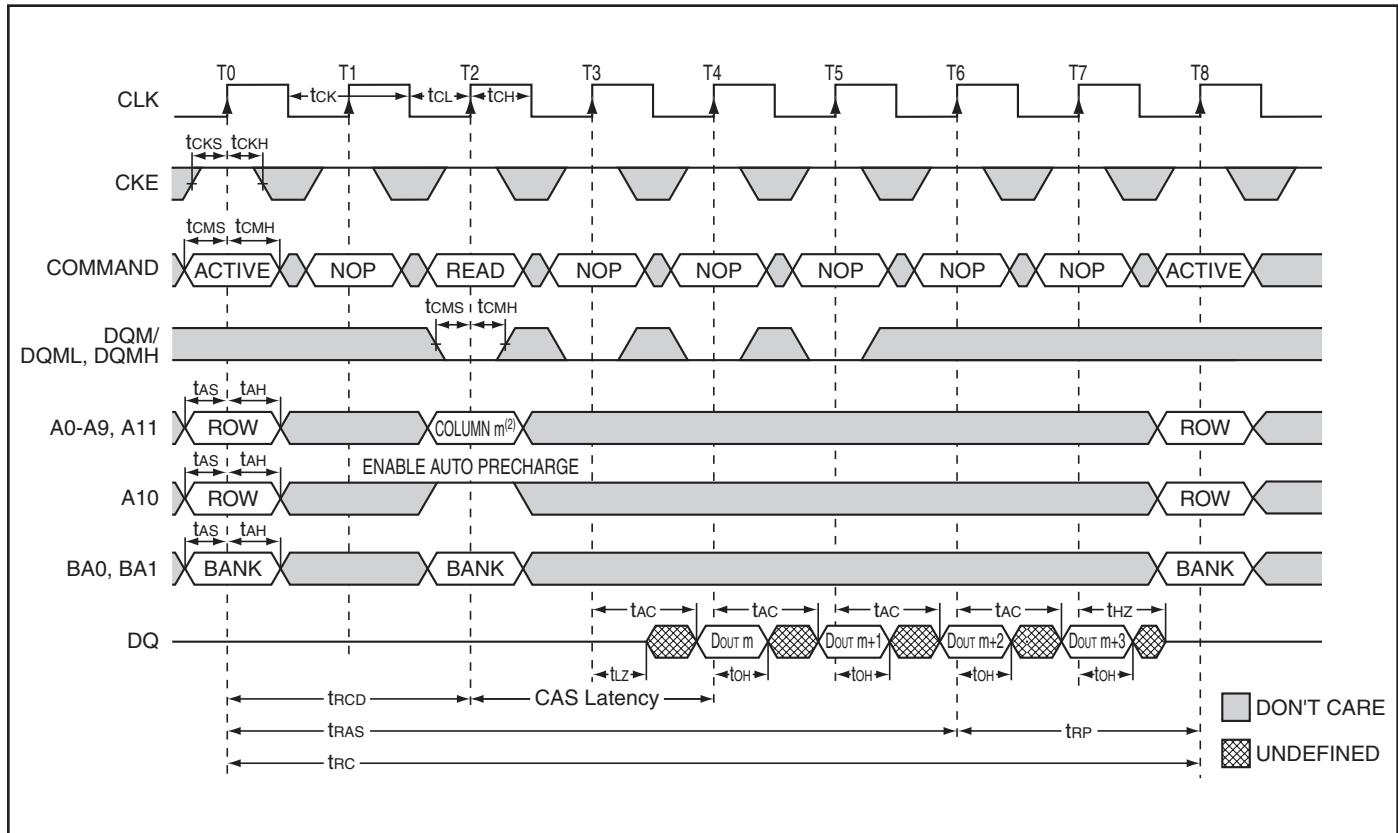 T0 T1 T2 T3 T4 T5 T6 T7 T8
CLK tCK tCL tCH
tCKS tCKH
CKE
tCMS tCMH
COMMAND ACTIVE NOP READ NOP NOP NOP NOP NOP ACTIVE
tCMS tCMH
DQM/
DQML, DQMH
tAS tAH
A0-A9, A11 ROW COLUMN m(2) ROW
tAS tAH ENABLE AUTO PRECHARGE
A10 ROW ROW
tAS tAH
BA0, BA1 BANK BANK BANK
tAC tAC tAC tAC tHZ
DQ DOUT m DOUT m+1 DOUT m+2 DOUT m+3
tLZ tOH tOH tOH tOH
tRCD CAS Latency
DON'T CARE
tRAS tRP
UNDEFINED
tRC